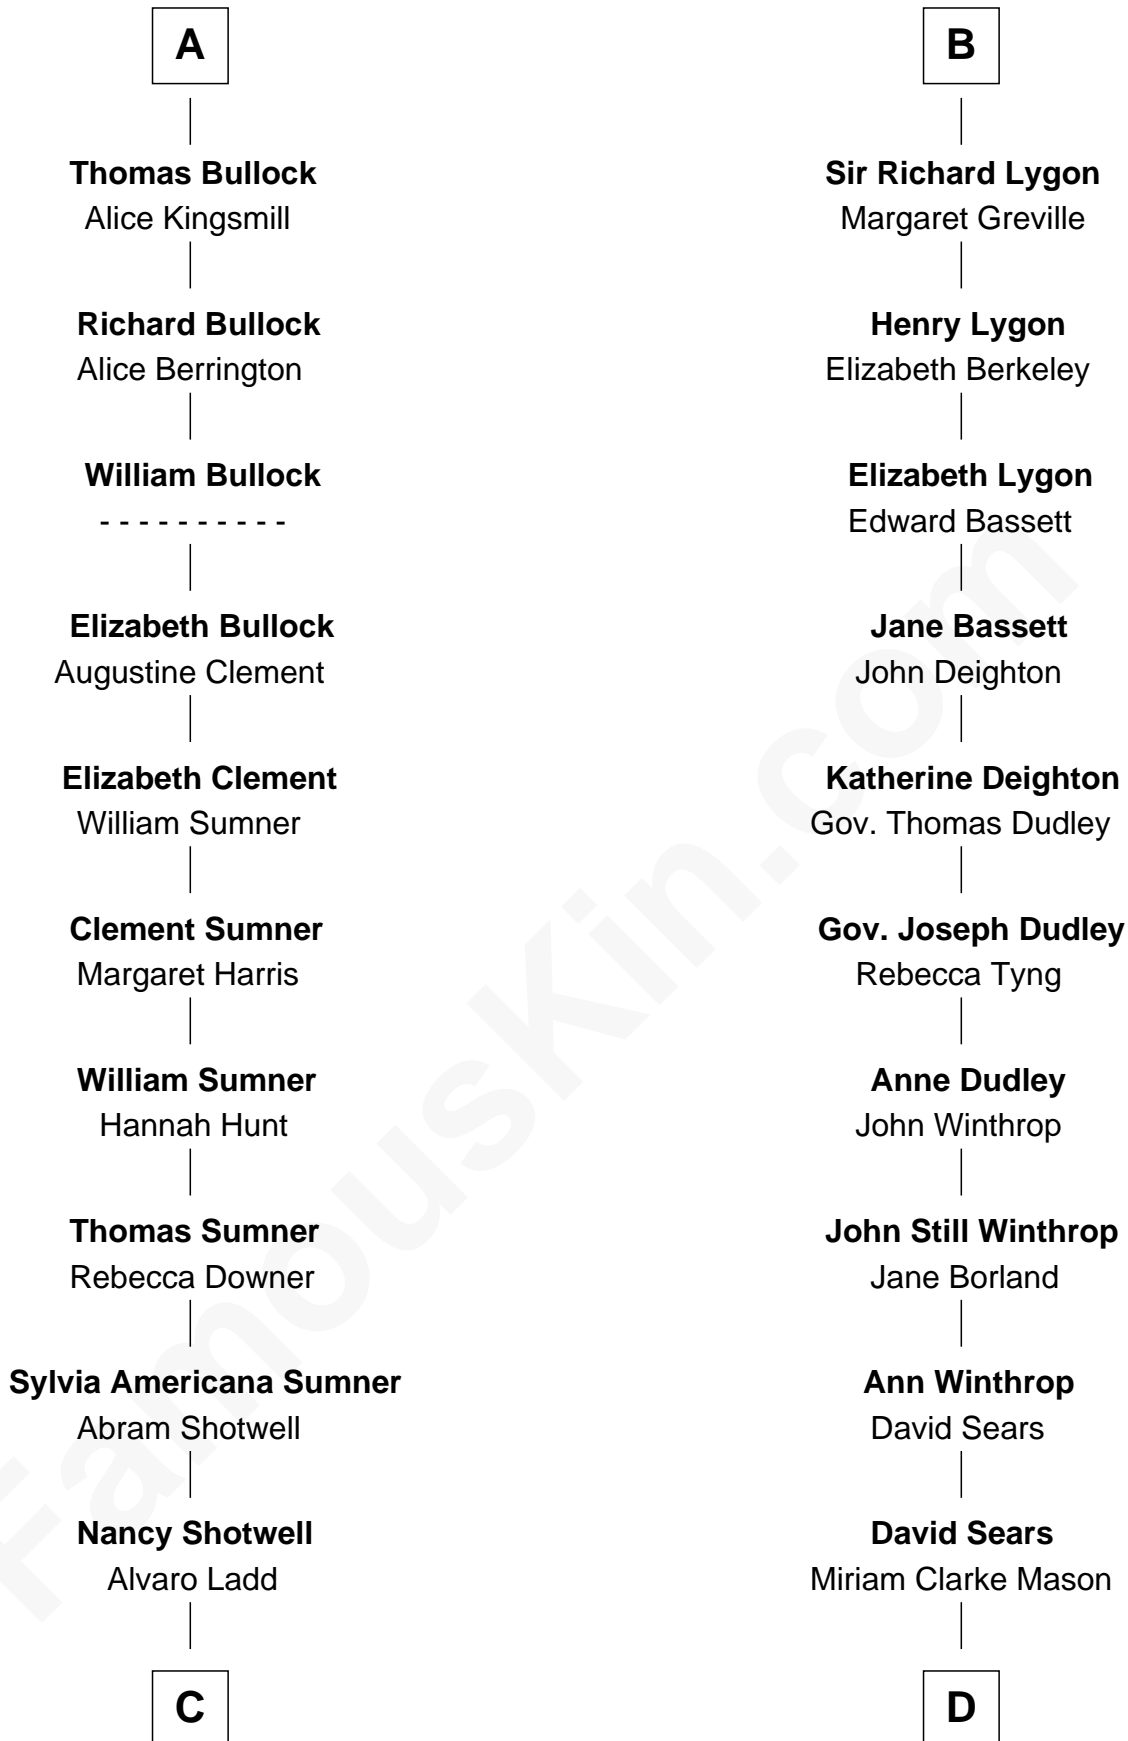 A
Thomas Bullock
Alice Kingsmill
Richard Bullock
Alice Berrington
William Bullock
- - - - - - - - - -
Elizabeth Bullock
Augustine Clement
Elizabeth Clement
William Sumner
Clement Sumner
Margaret Harris
William Sumner
Hannah Hunt
Thomas Sumner
Rebecca Downer
Sylvia Americana Sumner
Abram Shotwell
Nancy Shotwell
Alvaro Ladd
C
B
Sir Richard Lygon
Margaret Greville
Henry Lygon
Elizabeth Berkeley
Elizabeth Lygon
Edward Bassett
Jane Bassett
John Deighton
Katherine Deighton
Gov. Thomas Dudley
Gov. Joseph Dudley
Rebecca Tyng
Anne Dudley
John Winthrop
John Still Winthrop
Jane Borland
Ann Winthrop
David Sears
David Sears
Miriam Clarke Mason
D
FamousKin.com